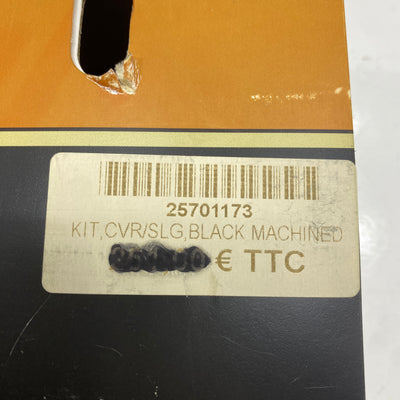 25701173
KIT,CVR/SLG,BLACK MACHINED
€ TTC